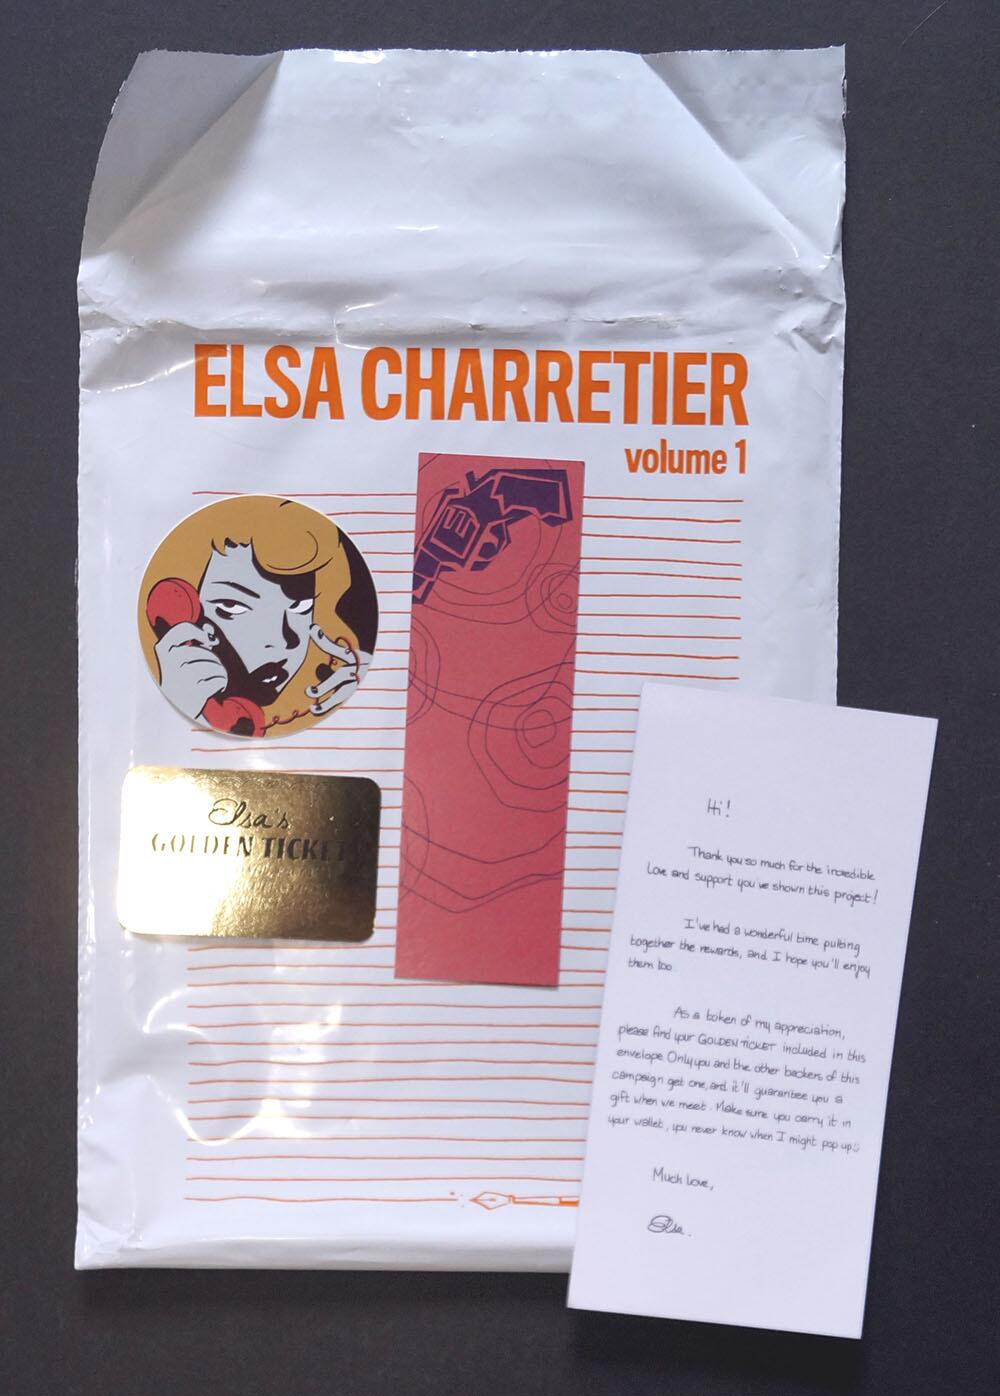 ELSA CHARRETIER
volume 1
Elsa's
GOLDEN TICKET
Hi!
Thank you so much for the incredible
love and support you've shown this project!
I've had a wonderful time putting
together the rewards, and I hope you'll enjoy
them too.
As a token of my appreciation,
please find your GOLDEN TICKET included in this
envelope. Only you and the other backers of this
campaign get one, and it'll guarantee you a
gift when we meet. Make sure you carry it in
your wallet, you never know when I might pop up :)
Much love,
Elsa.